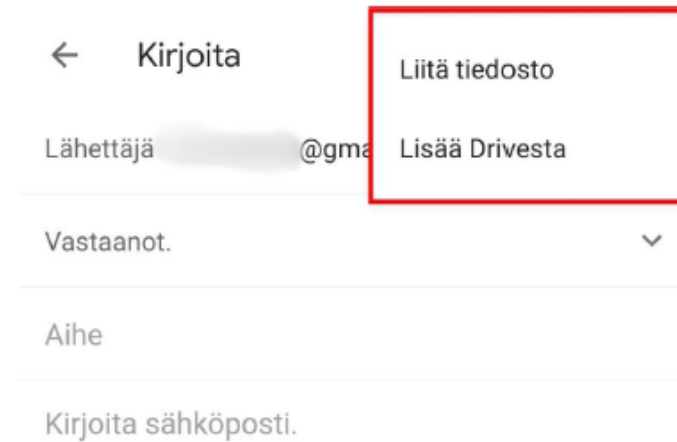 Kirjoita
Liitä tiedosto
Lähettäjä @gma
Lisää Drivesta
Vastaanot.
Aihe
Kirjoita sähköposti.